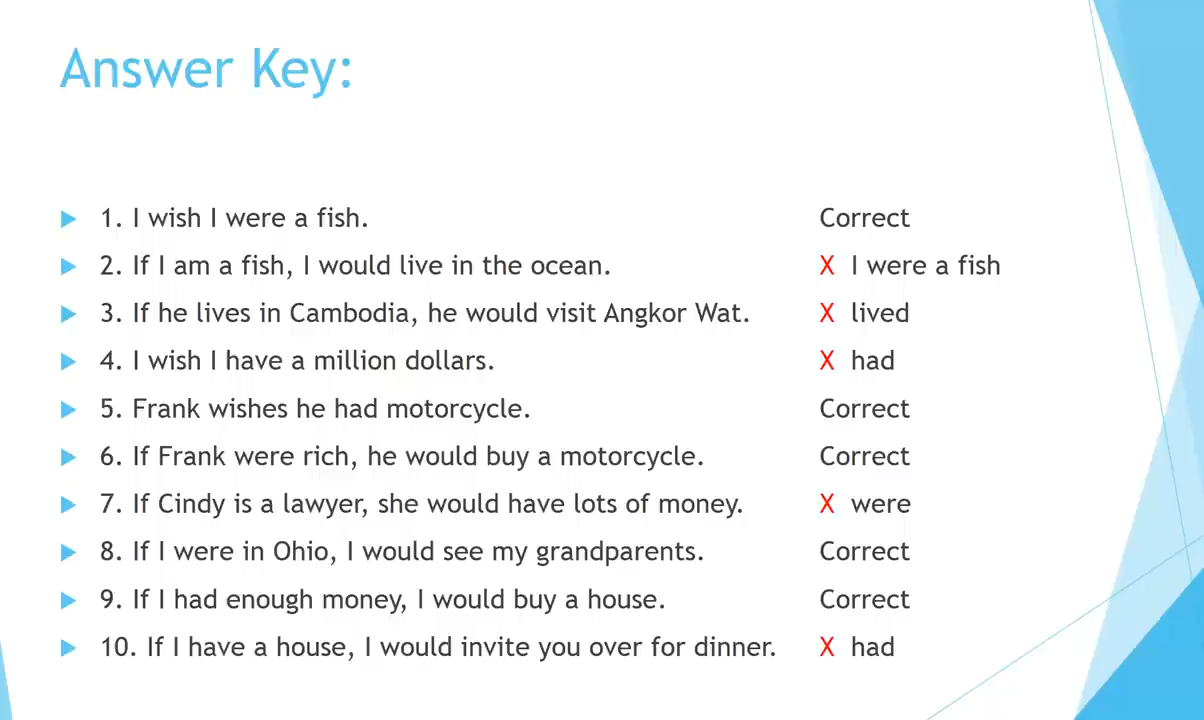 Answer Key:
1. I wish I were a fish. Correct
2. If I am a fish, I would live in the ocean. X I were a fish
3. If he lives in Cambodia, he would visit Angkor Wat. X lived
4. I wish I have a million dollars. X had
5. Frank wishes he had motorcycle. Correct
6. If Frank were rich, he would buy a motorcycle. Correct
7. If Cindy is a lawyer, she would have lots of money. X were
8. If I were in Ohio, I would see my grandparents. Correct
9. If I had enough money, I would buy a house. Correct
10. If I have a house, I would invite you over for dinner. X had